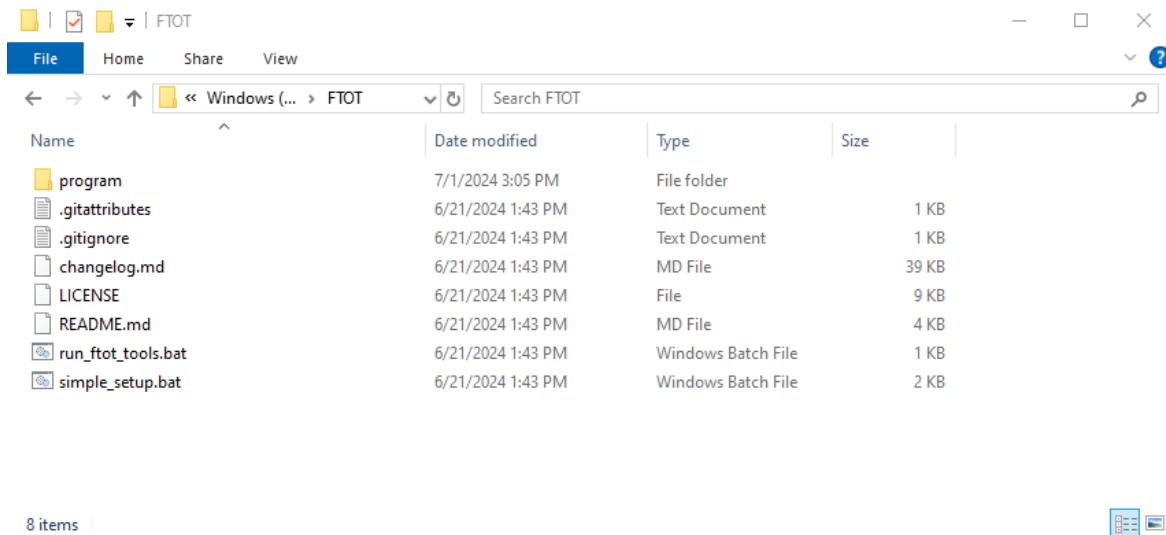 FTOT
File Home Share View
« Windows (... › FTOT Search FTOT
Name Date modified Type Size
program 7/1/2024 3:05 PM File folder
.gitattributes 6/21/2024 1:43 PM Text Document 1 KB
.gitignore 6/21/2024 1:43 PM Text Document 1 KB
changelog.md 6/21/2024 1:43 PM MD File 39 KB
LICENSE 6/21/2024 1:43 PM File 9 KB
README.md 6/21/2024 1:43 PM MD File 4 KB
run_ftot_tools.bat 6/21/2024 1:43 PM Windows Batch File 1 KB
simple_setup.bat 6/21/2024 1:43 PM Windows Batch File 2 KB
8 items